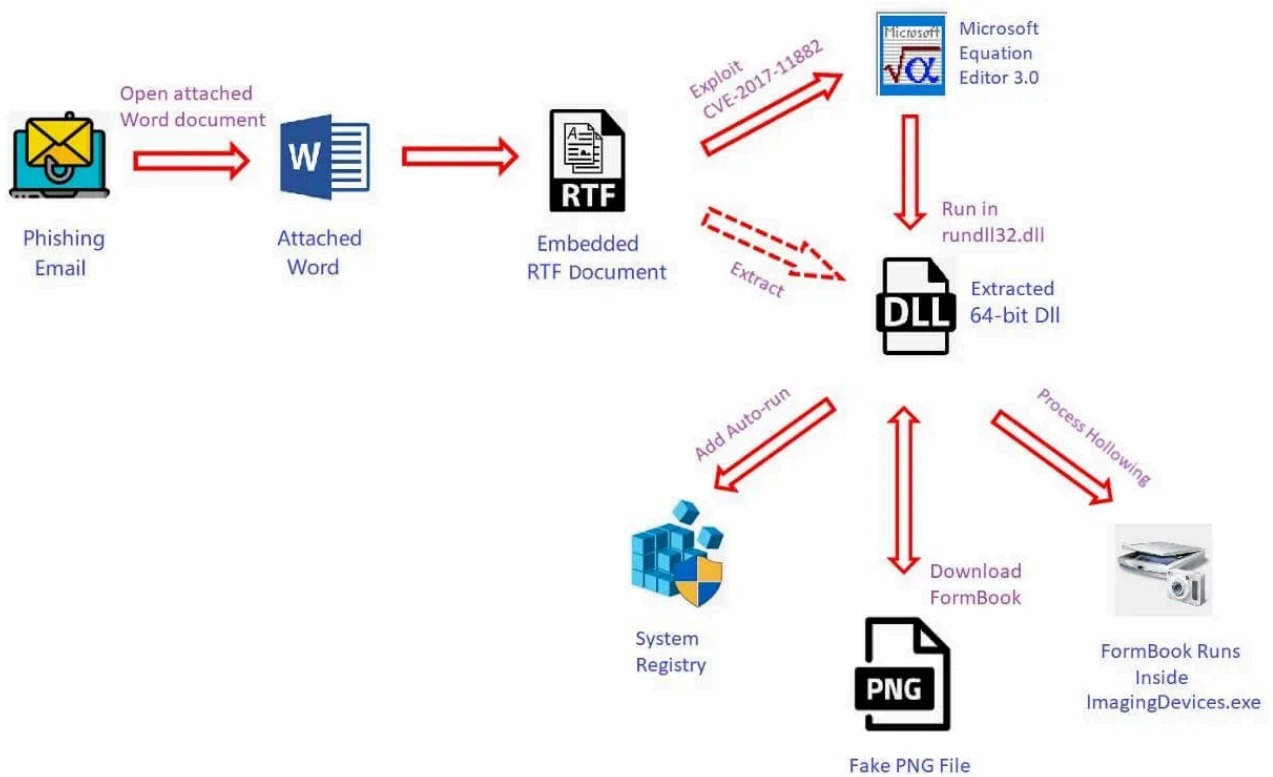 Open attached
Word document
Phishing
Email
W
Attached
Word
A
RTF
Embedded
RTF Document
Exploit
CVE-2017-11882
Extract
Microsoft
√α
Microsoft
Equation
Editor 3.0
Run in
rundll32.dll
DLL
Extracted
64-bit Dll
Add Auto-run
System
Registry
Download
FormBook
PNG
Fake PNG File
Process Hollowing
FormBook Runs
Inside
ImagingDevices.exe